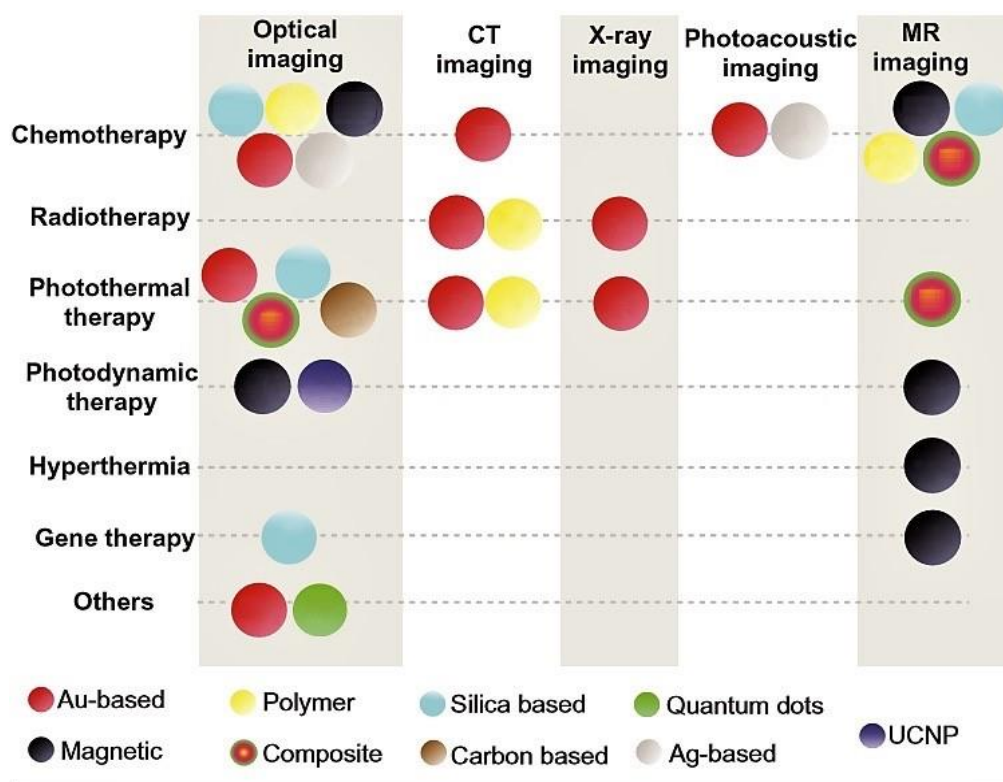 Optical
imaging
CT
imaging
X-ray
imaging
Photoacoustic
imaging
MR
imaging
Chemotherapy
Radiotherapy
Photothermal
therapy
Photodynamic
therapy
Hyperthermia
Gene therapy
Others
Au-based
Polymer
Silica based
Quantum dots
UCNP
Magnetic
Composite
Carbon based
Ag-based